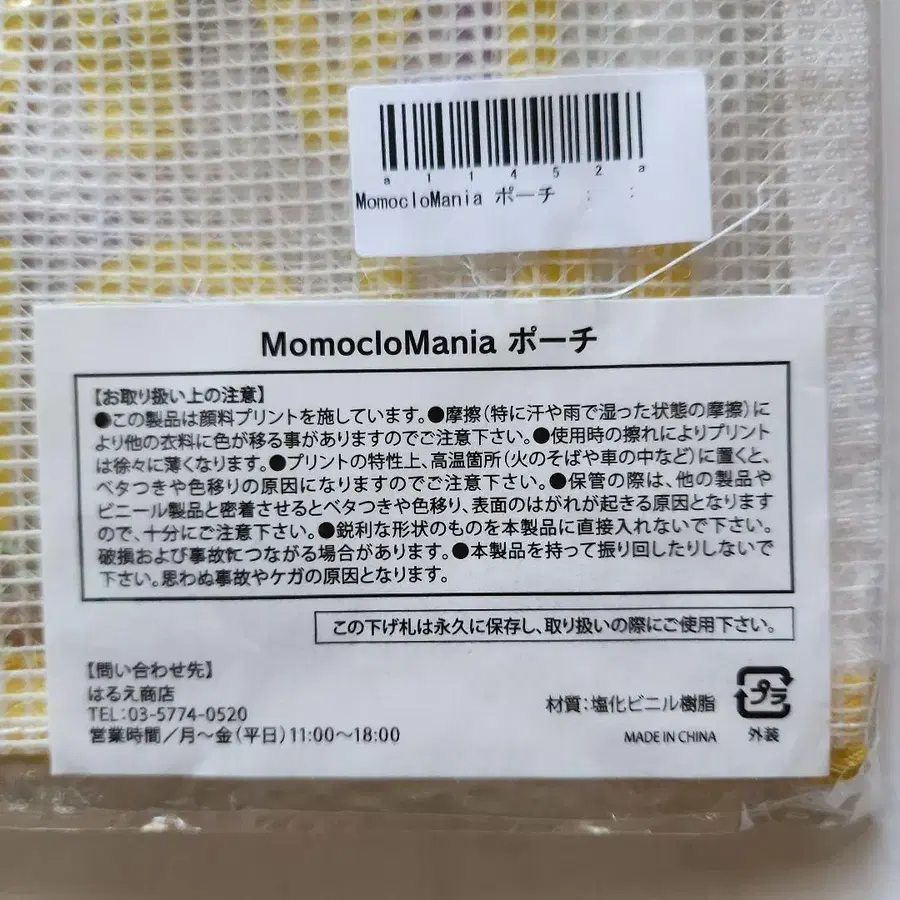 a11452a
MomocloMania ポーチ : :
MomocloMania ポーチ
【お取り扱い上の注意】
●この製品は顔料プリントを施しています。●摩擦(特に汗や雨で湿った状態の摩擦)に
より他の衣料に色が移る事がありますのでご注意下さい。●使用時の擦れによりプリント
は徐々に薄くなります。●プリントの特性上、高温箇所(火のそばや車の中など)に置くと、
ベタつきや色移りの原因になりますのでご注意下さい。●保管の際は、他の製品や
ビニール製品と密着させるとベタつきや色移り、表面のはがれが起きる原因となります
ので、十分にご注意下さい。●鋭利な形状のものを本製品に直接入れないで下さい。
破損および事故につながる場合があります。●本製品を持って振り回したりしないで
下さい。思わぬ事故やケガの原因となります。
この下げ札は永久に保存し、取り扱いの際にご使用下さい。
【問い合わせ先】
はるえ商店
TEL:03-5774-0520
営業時間/月〜金(平日)11:00〜18:00
材質:塩化ビニル樹脂
MADE IN CHINA
プラ
外装